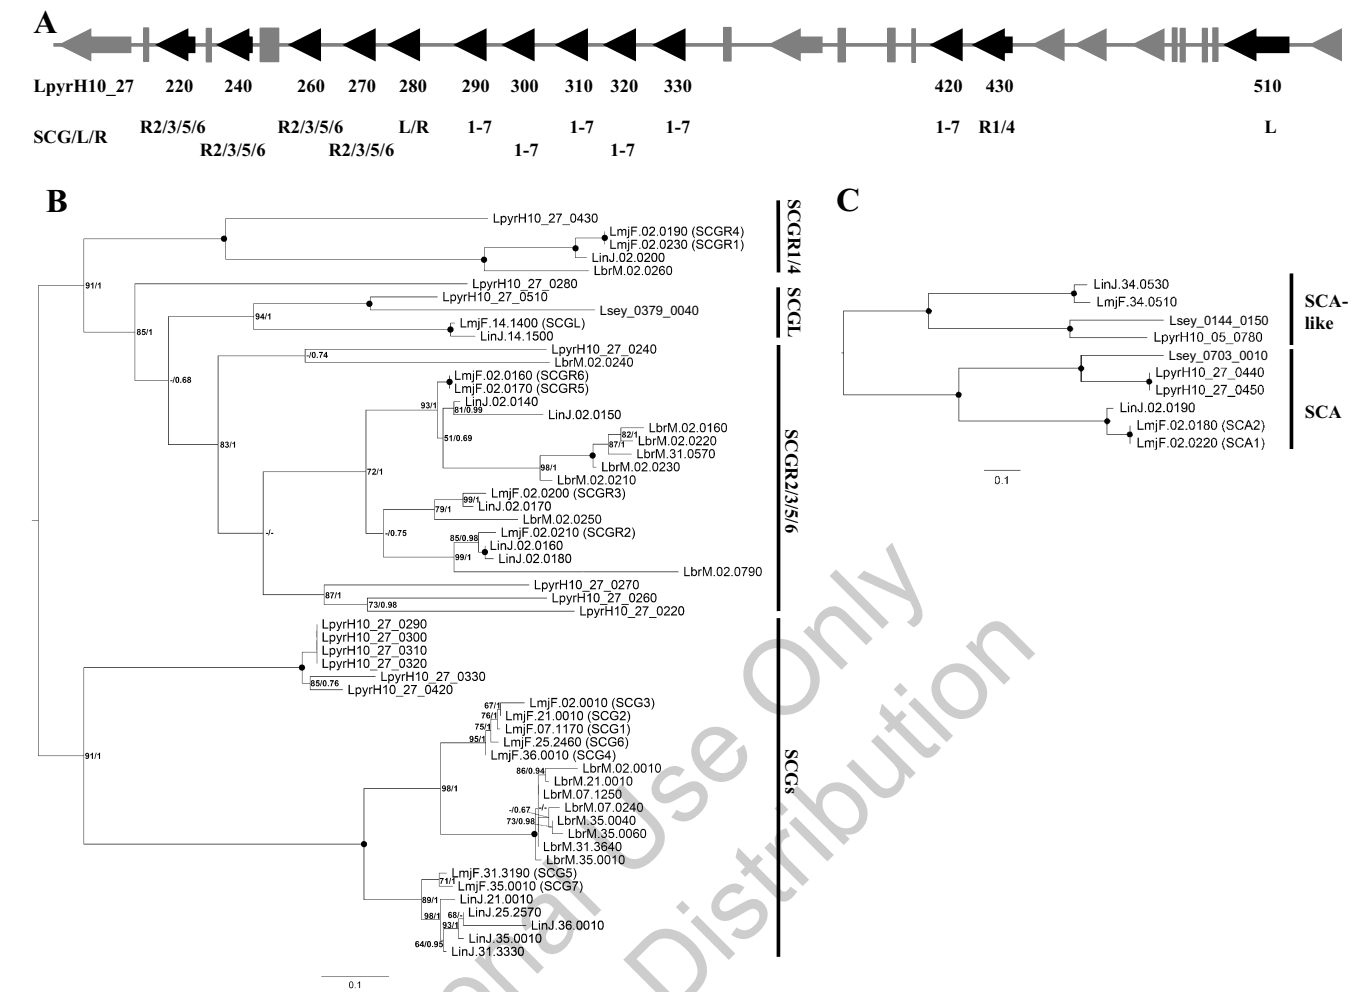 A
LpyrH10_27 220 240 260 270 280 290 300 310 320 330 420 430 510
SCG/L/R R2/3/5/6 R2/3/5/6 R2/3/5/6 R2/3/5/6 L/R 1-7 1-7 1-7 1-7 1-7 1-7 R1/4 L
B
LpyrH10_27_0430
LmjF.02.0190 (SCGR4)
LmjF.02.0230 (SCGR1)
LinJ.02.0200
LbrM.02.0260
SCGR1/4
91/1
LpyrH10_27_0280
85/1
LpyrH10_27_0510
Lsey_0379_0040
94/1
LmjF.14.1400 (SCGL)
LinJ.14.1500
SCGL
-/0.68
LpyrH10_27_0240
-/0.74
LbrM.02.0240
83/1
LmjF.02.0160 (SCGR6)
LmjF.02.0170 (SCGR5)
93/1
LinJ.02.0140
81/0.99
LinJ.02.0150
51/0.69
LbrM.02.0160
82/1
LbrM.02.0220
87/1
LbrM.31.0570
LbrM.02.0230
98/1
LbrM.02.0210
72/1
LmjF.02.0200 (SCGR3)
99/1
LinJ.02.0170
79/1
LbrM.02.0250
-/-
-/0.75
LmjF.02.0210 (SCGR2)
85/0.98
LinJ.02.0160
99/1
LinJ.02.0180
LbrM.02.0790
LpyrH10_27_0270
87/1
LpyrH10_27_0260
73/0.98
LpyrH10_27_0220
SCGR2/3/5/6
LpyrH10_27_0290
LpyrH10_27_0300
LpyrH10_27_0310
LpyrH10_27_0320
LpyrH10_27_0330
85/0.76
LpyrH10_27_0420
91/1
LmjF.02.0010 (SCG3)
67/1
LmjF.21.0010 (SCG2)
76/1
LmjF.07.1170 (SCG1)
75/1
LmjF.25.2460 (SCG6)
95/1
LmjF.36.0010 (SCG4)
98/1
LbrM.02.0010
86/0.94
LbrM.21.0010
LbrM.07.1250
LbrM.07.0240
-/0.67
-/-
LbrM.35.0040
73/0.98
LbrM.35.0060
LbrM.31.3640
LbrM.35.0010
LmjF.31.3190 (SCG5)
71/1
LmjF.35.0010 (SCG7)
89/1
LinJ.21.0010
98/1
LinJ.25.2570
68/-
LinJ.36.0010
93/1
LinJ.35.0010
64/0.95
LinJ.31.3330
SCGs
0.1
C
LinJ.34.0530
LmjF.34.0510
Lsey_0144_0150
LpyrH10_05_0780
SCA-
like
Lsey_0703_0010
LpyrH10_27_0440
LpyrH10_27_0450
LinJ.02.0190
LmjF.02.0180 (SCA2)
LmjF.02.0220 (SCA1)
SCA
0.1
Use Only
Distribution